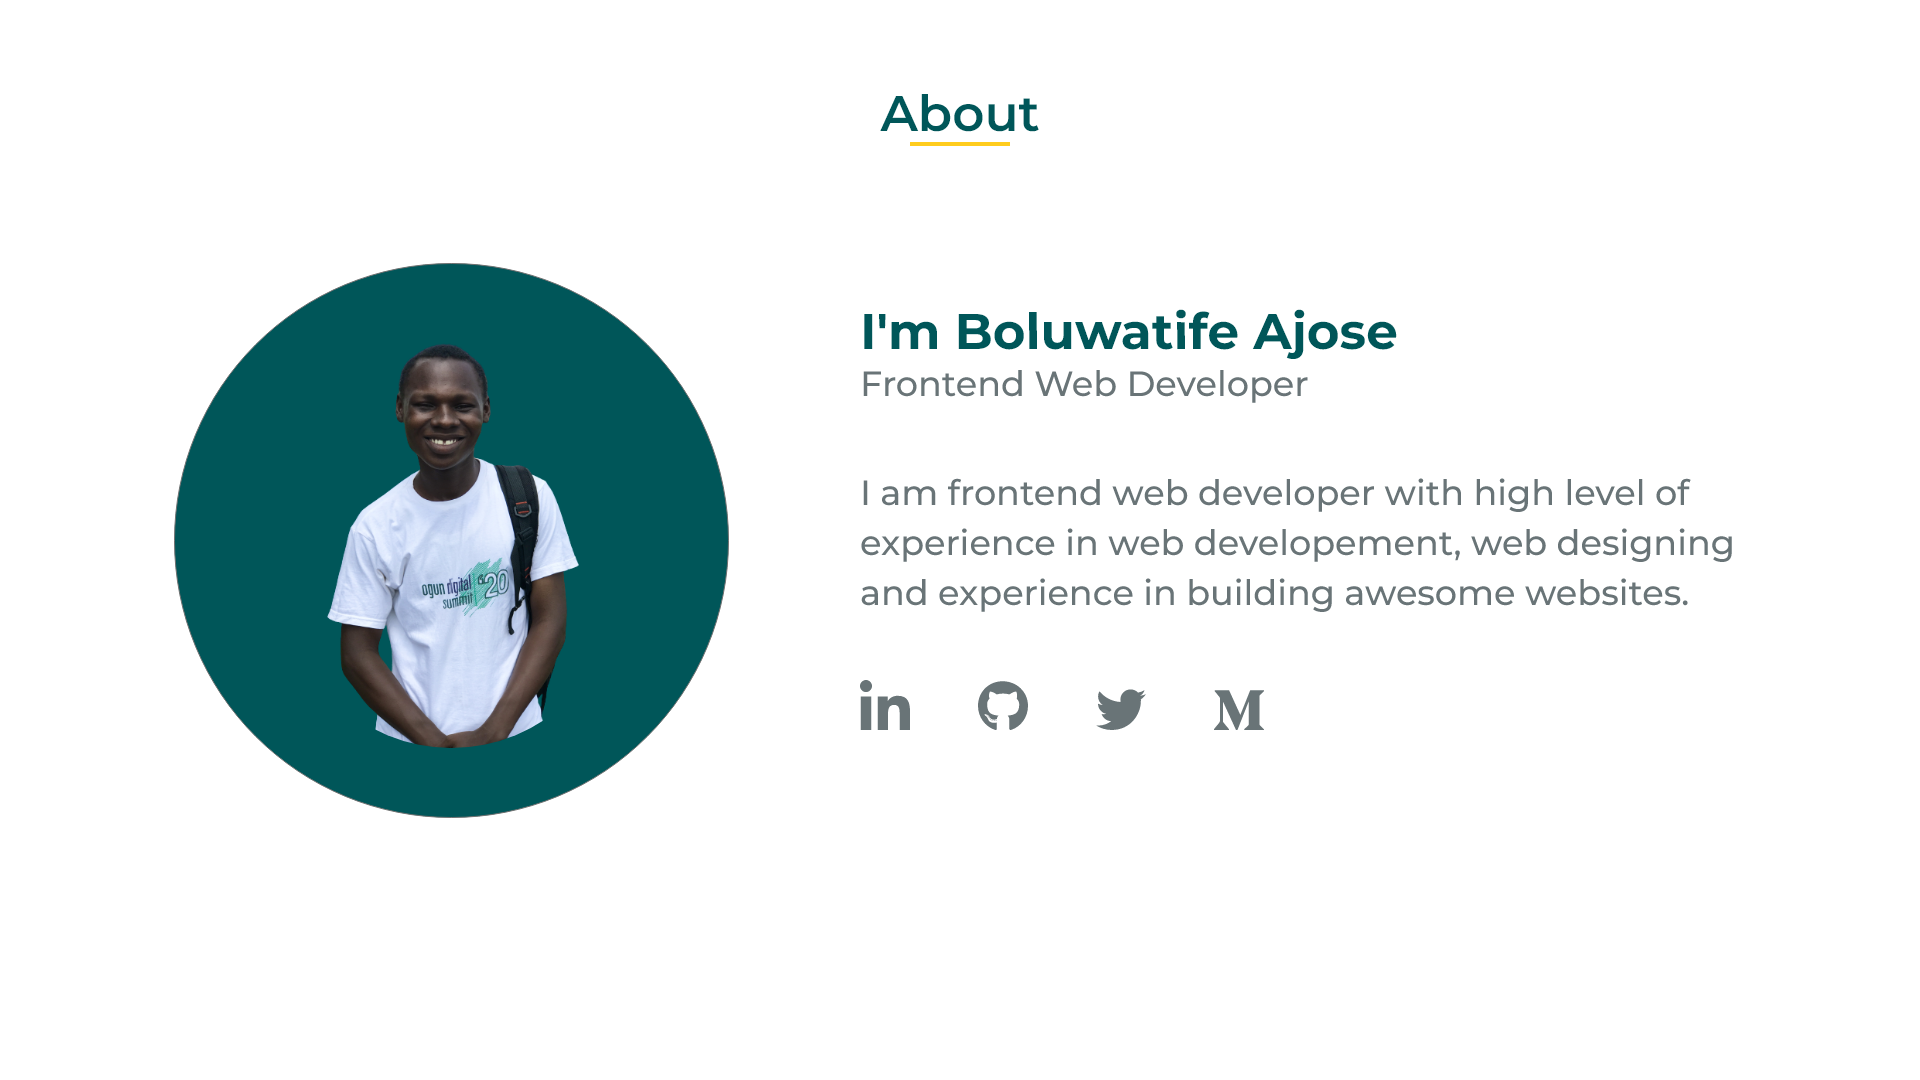 About
I'm Boluwatife Ajose
Frontend Web Developer
I am frontend web developer with high level of
experience in web developement, web designing
and experience in building awesome websites.
ogun digital
summit '20
in
M